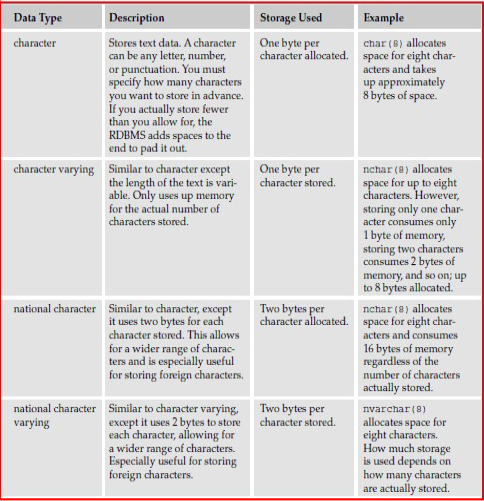 Data Type Description Storage Used Example
character
Stores text data. A character
can be any letter, number,
or punctuation. You must
specify how many characters
you want to store in advance.
If you actually store fewer
than you allow for, the
RDBMS adds spaces to the
end to pad it out.
One byte per
character allocated.
char(8) allocates
space for eight char-
acters and takes
up approximately
8 bytes of space.
character varying
Similar to character except
the length of the text is vari-
able. Only uses up memory
for the actual number of
characters stored.
One byte per
character stored.
nchar(8) allocates
space for up to eight
characters. However,
storing only one char-
acter consumes only
1 byte of memory,
storing two characters
consumes 2 bytes of
memory, and so on; up
to 8 bytes allocated.
national character
Similar to character, except
it uses two bytes for each
character stored. This allows
for a wider range of charac-
ters and is especially useful
for storing foreign characters.
Two bytes per
character allocated.
nchar(8) allocates
space for eight char-
acters and consumes
16 bytes of memory
regardless of the
number of characters
actually stored.
national character
varying
Similar to character varying,
except it uses 2 bytes to store
each character, allowing for
a wider range of characters.
Especially useful for storing
foreign characters.
Two bytes per
character stored.
nvarchar(8)
allocates space for
eight characters.
How much storage
is used depends on
how many characters
are actually stored.